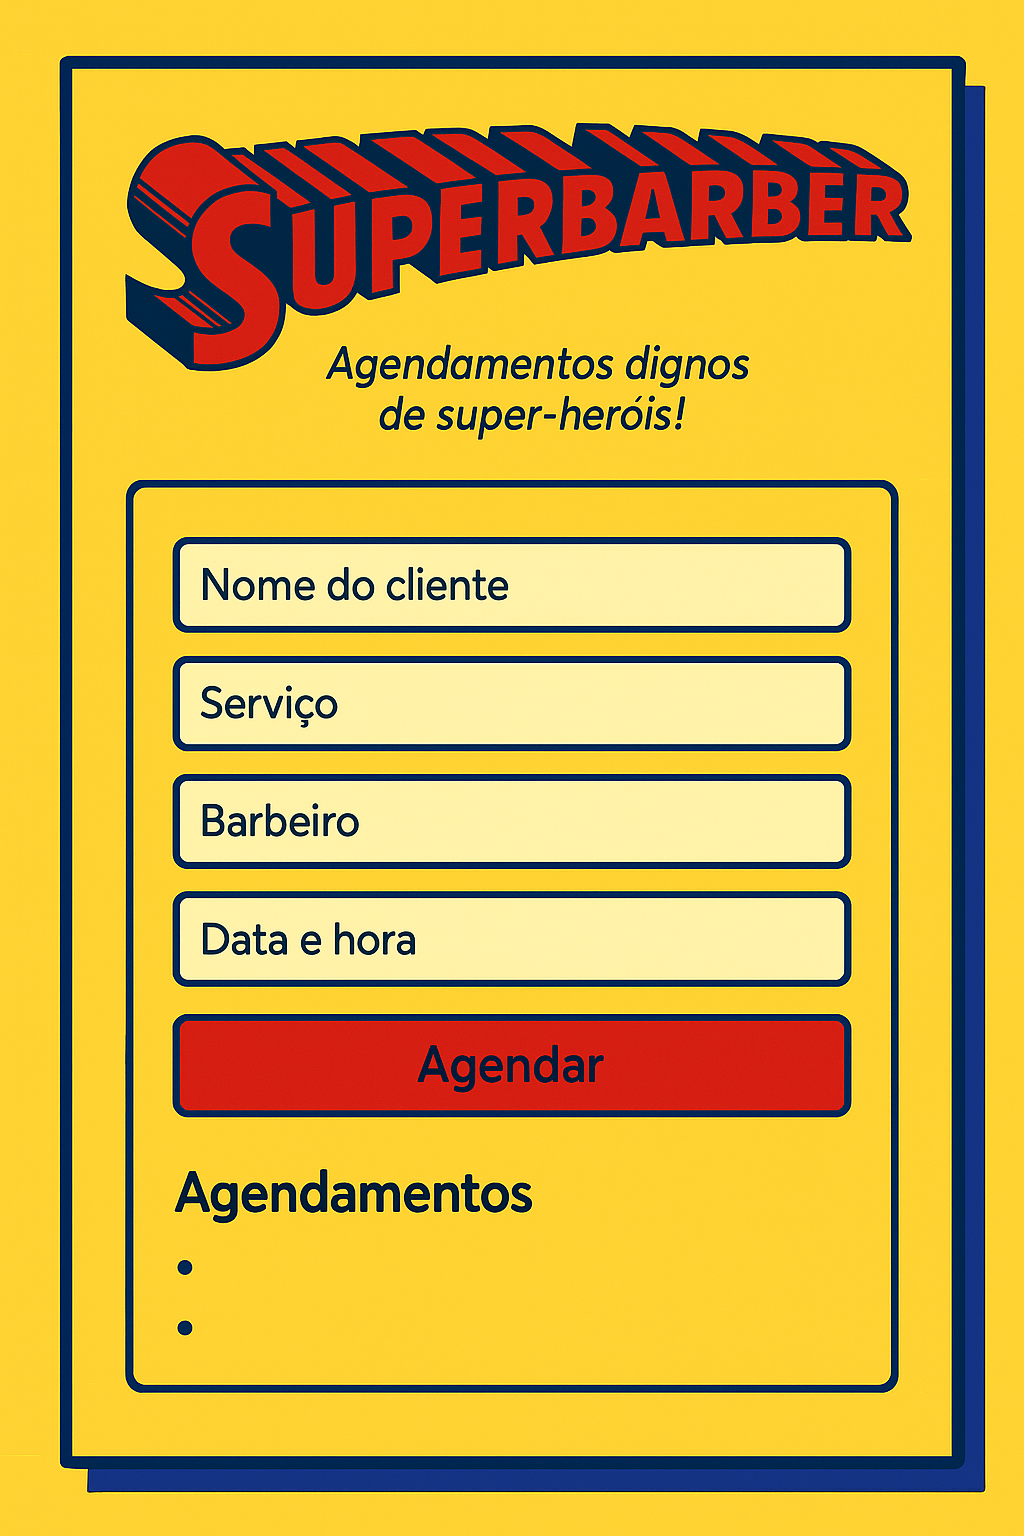 SUPERBARBER
Agendamentos dignos
de super-heróis!
Nome do cliente
Serviço
Barbeiro
Data e hora
Agendar
Agendamentos